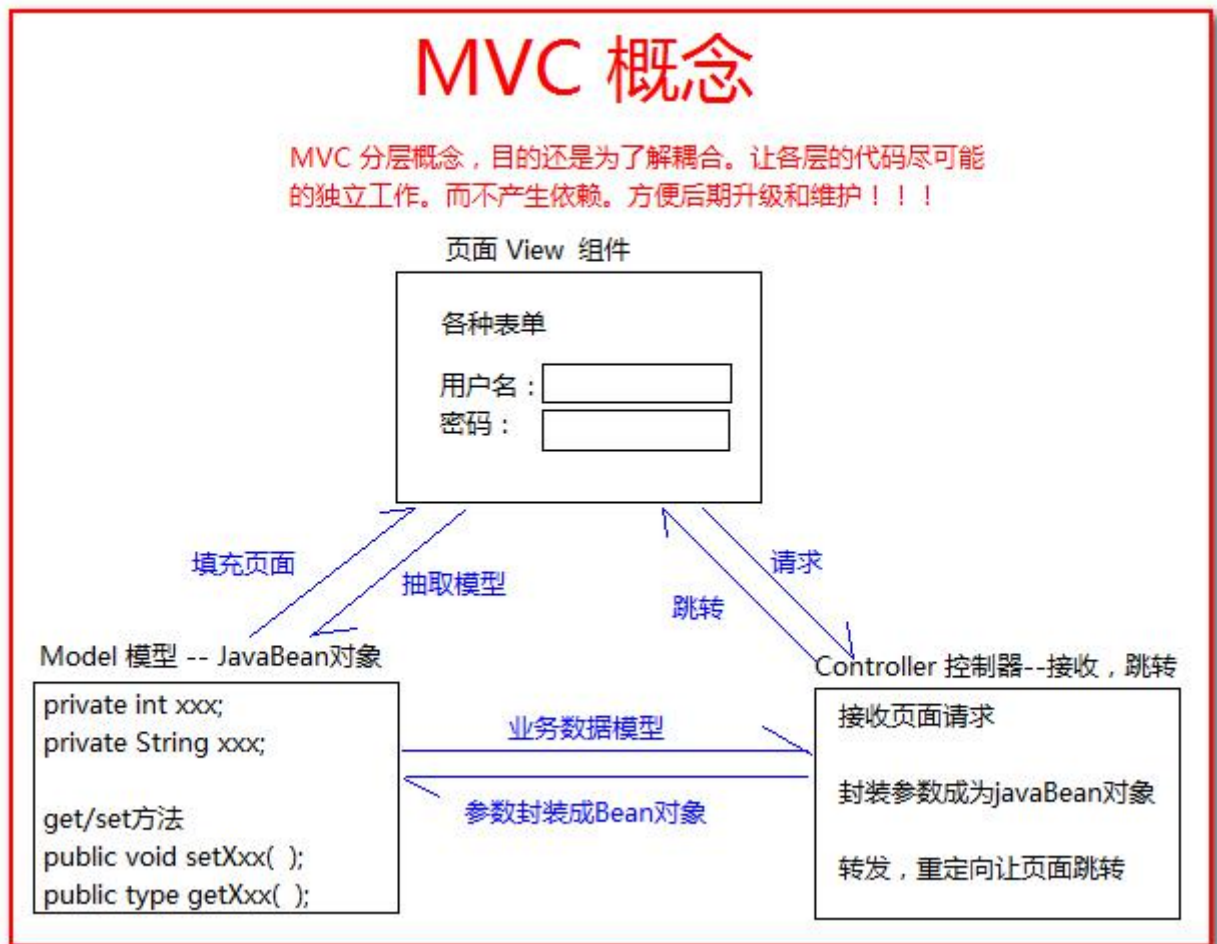 MVC 概念
MVC 分层概念，目的还是为了解耦合。让各层的代码尽可能
的独立工作。而不产生依赖。方便后期升级和维护！！！
页面 View 组件
各种表单
用户名：
密码：
填充页面
抽取模型
请求
跳转
Model 模型 -- JavaBean对象
private int xxx;
private String xxx;
get/set方法
public void setXxx( );
public type getXxx( );
业务数据模型
参数封装成Bean对象
Controller 控制器--接收，跳转
接收页面请求
封装参数成为javaBean对象
转发，重定向让页面跳转